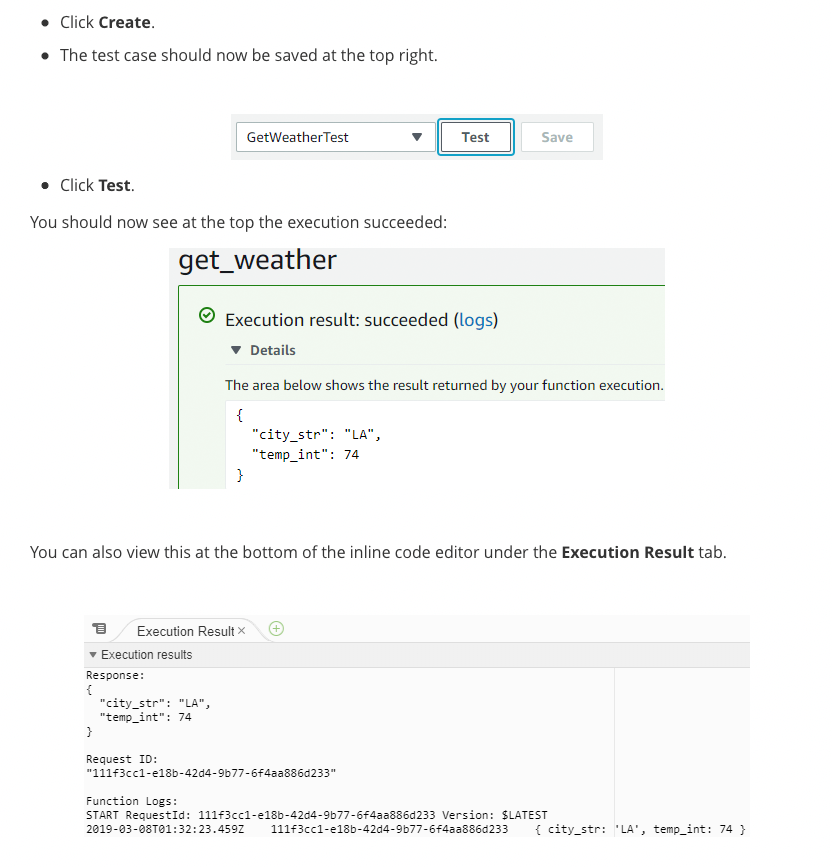 Click Create.
The test case should now be saved at the top right.
GetWeatherTest
Test
Save
Click Test.
You should now see at the top the execution succeeded:
get_weather
Execution result: succeeded (logs)
Details
The area below shows the result returned by your function execution.
{
"city_str": "LA",
"temp_int": 74
}
You can also view this at the bottom of the inline code editor under the Execution Result tab.
Execution Result ×
Execution results
Response:
{
"city_str": "LA",
"temp_int": 74
}
Request ID:
"111f3cc1-e18b-42d4-9b77-6f4aa886d233"
Function Logs:
START RequestId: 111f3cc1-e18b-42d4-9b77-6f4aa886d233 Version: $LATEST
2019-03-08T01:32:23.459Z 111f3cc1-e18b-42d4-9b77-6f4aa886d233 { city_str: 'LA', temp_int: 74 }